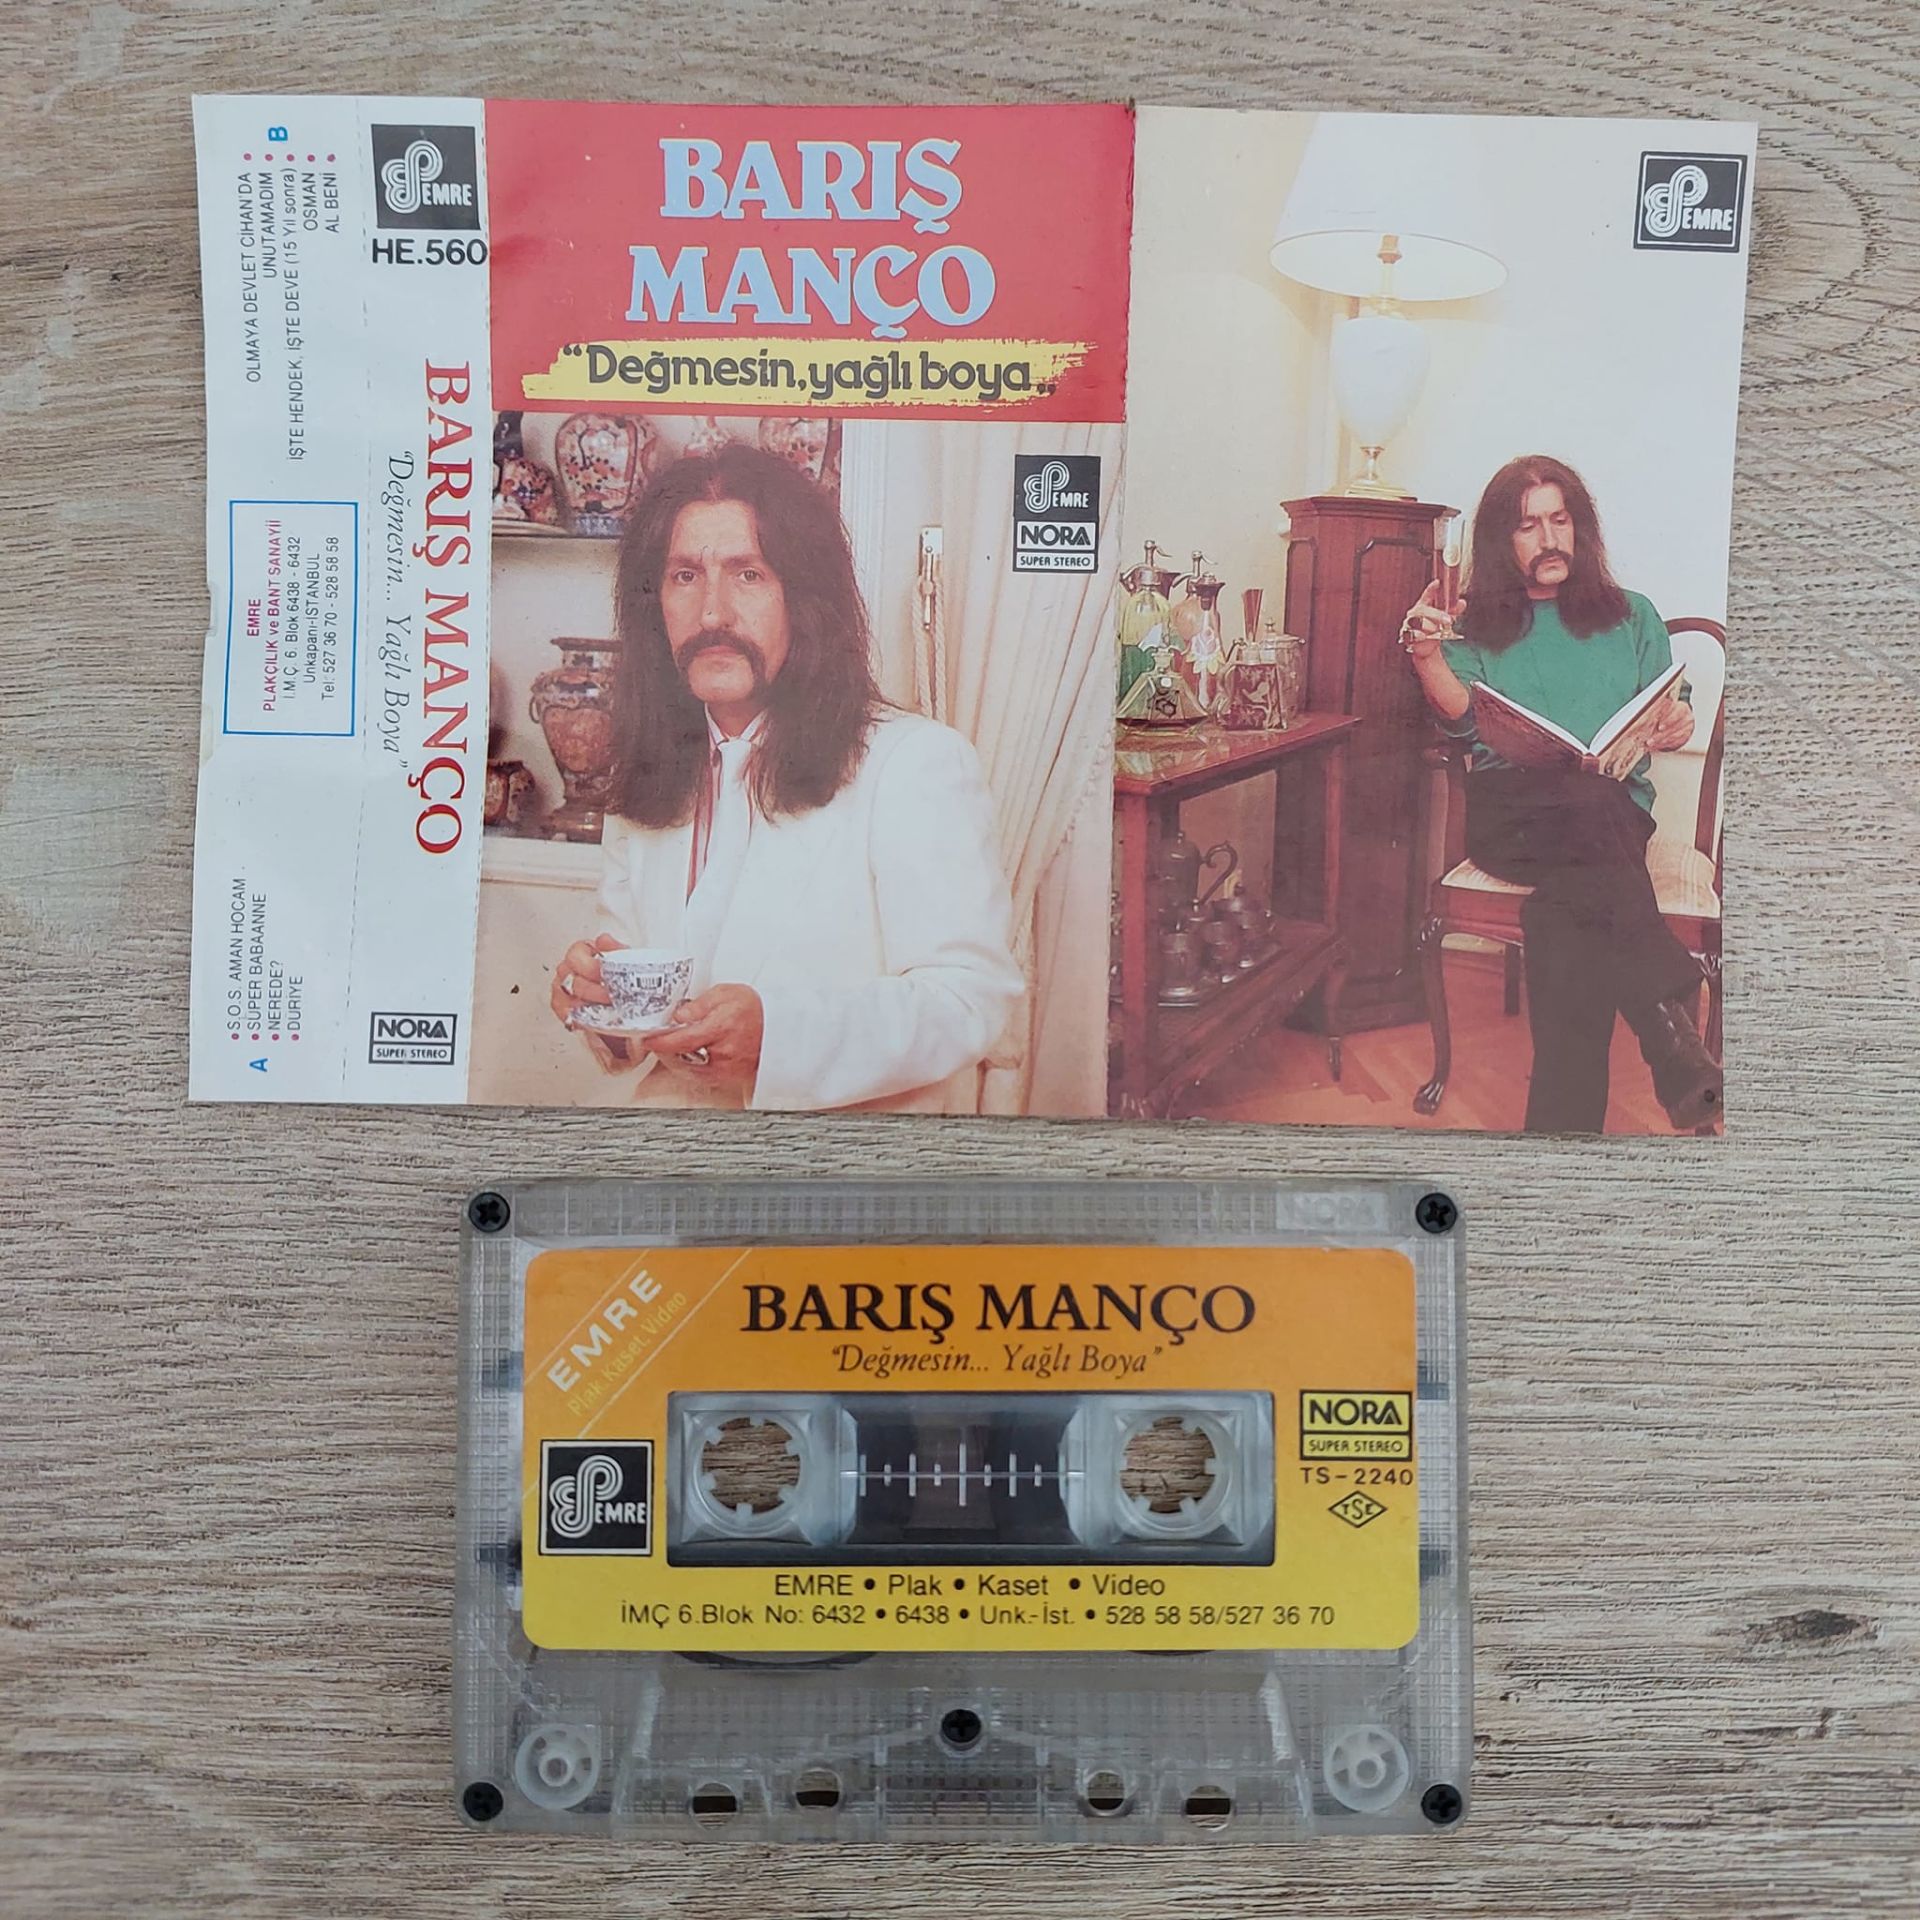 B
• OLMAYA DEVLET CİHAN'DA
• UNUTAMADIM
• İŞTE HENDEK, İŞTE DEVE (15 Yıl sonra)
• OSMAN
• AL BENİ
EMRE
PLAKÇILIK ve BANT SANAYİİ
İ.M.Ç. 6. Blok 6438 - 6432
Unkapanı-İSTANBUL
Tel: 527 36 70 - 528 58 58
A
• S.O.S. AMAN HOCAM
• SÜPER BABAANNE
• NEREDE?
• DURİYE
EMRE
HE.560
BARIŞ MANÇO
"Değmesin... Yağlı Boya"
NORA
SUPER STEREO
BARIŞ
MANÇO
"Değmesin,yağlı boya„
EMRE
NORA
SUPER STEREO
EMRE
NORA
EMRE
Plak.Kaset.Video
BARIŞ MANÇO
"Değmesin... Yağlı Boya"
NORA
SUPER STEREO
TS-2240
TSE
EMRE
EMRE • Plak • Kaset • Video
İMÇ 6.Blok No: 6432 • 6438 • Unk.-İst. • 528 58 58/527 36 70